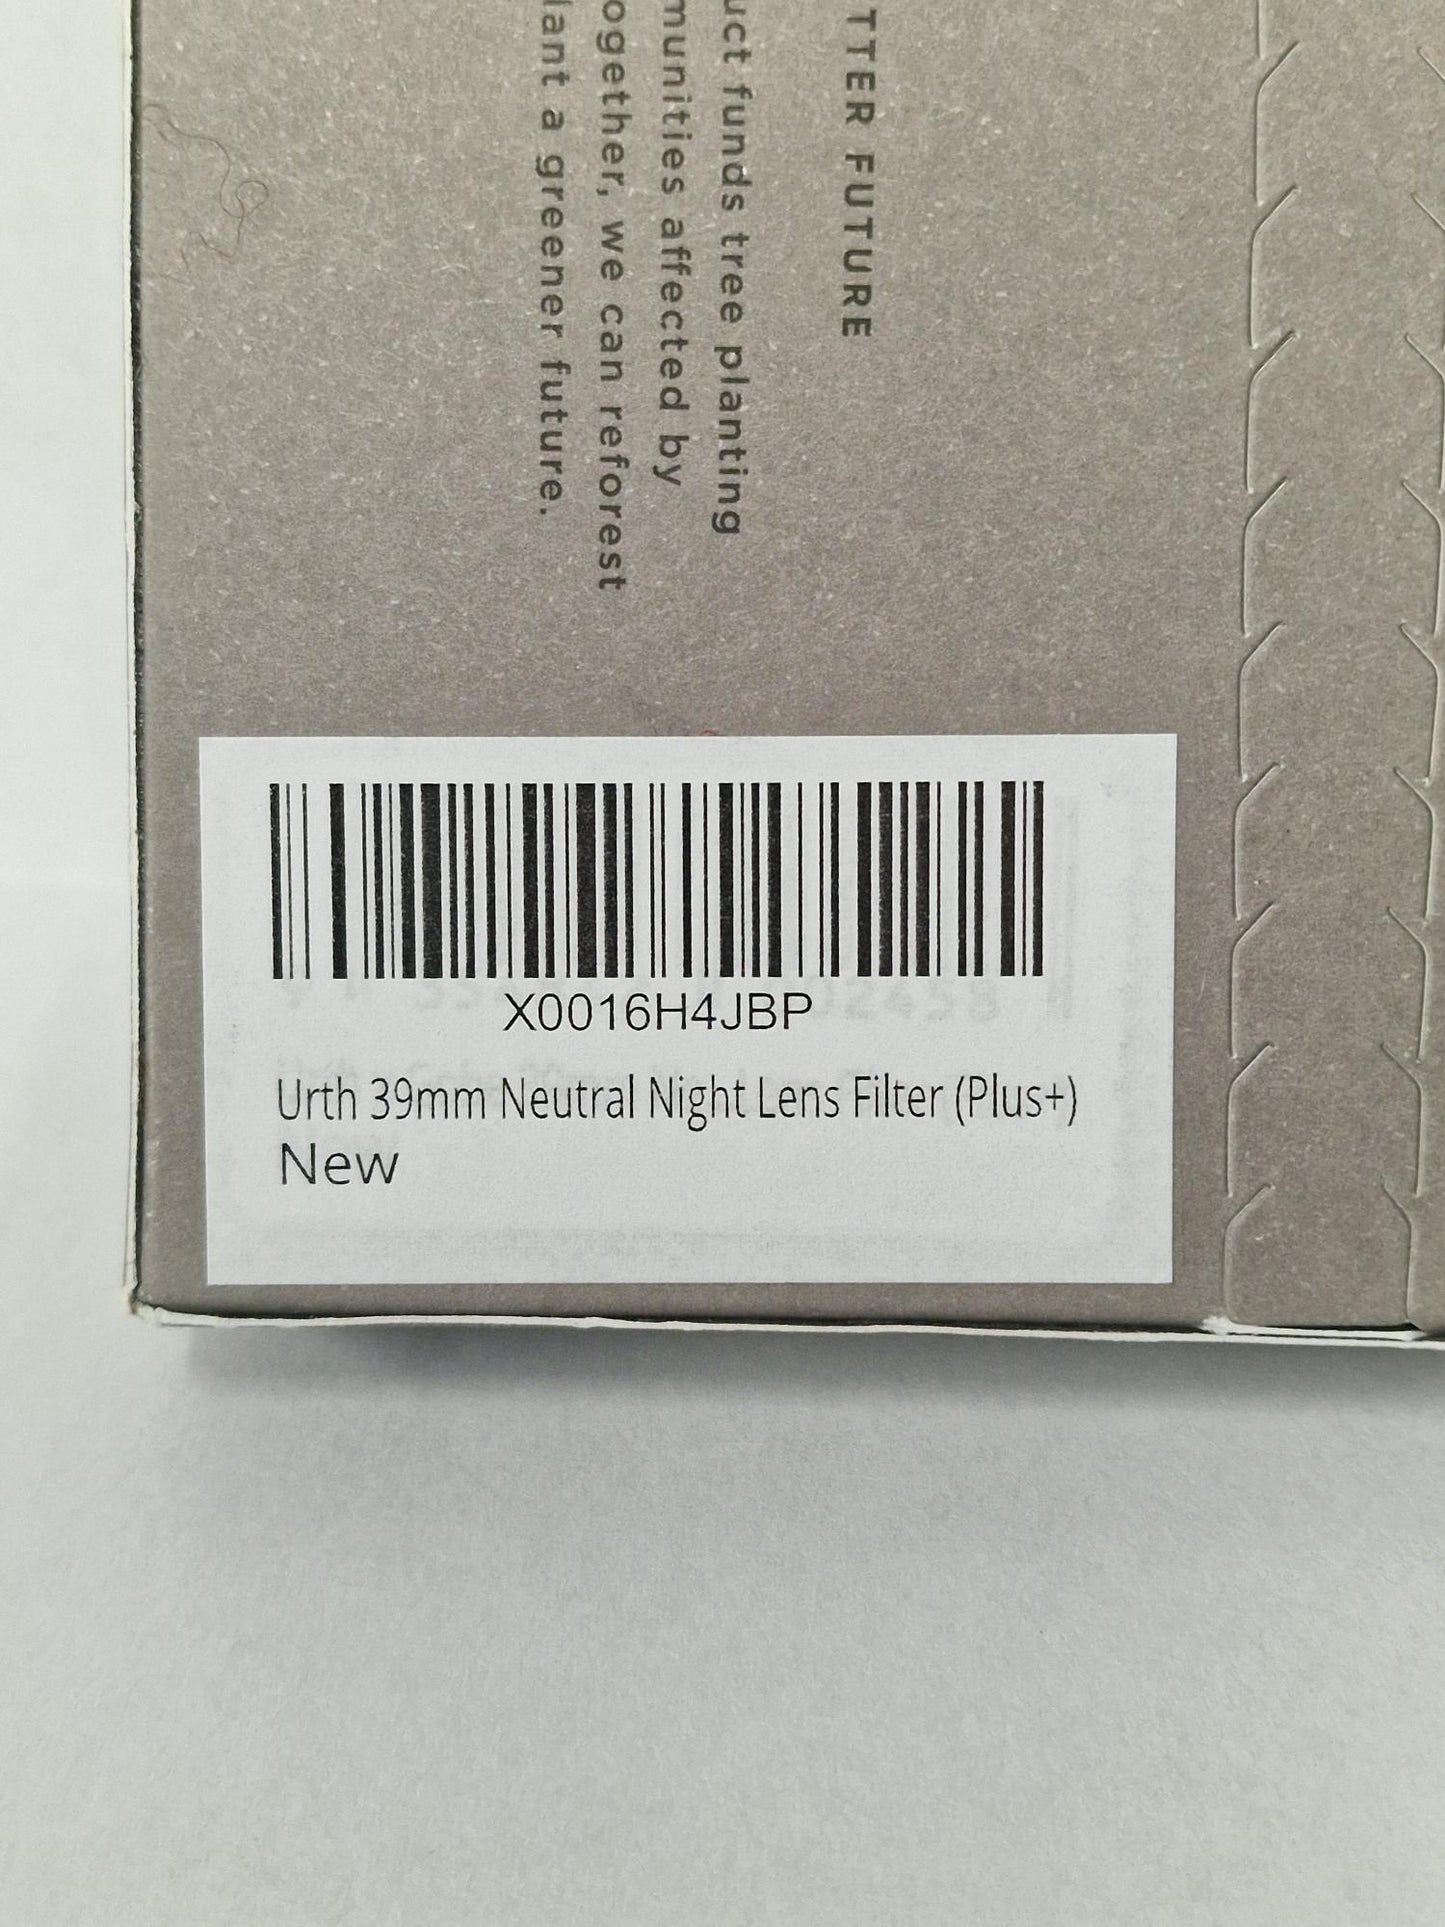 TTER FUTURE
uct funds tree planting
munities affected by
ogether, we can reforest
lant a greener future.
X0016H4JBP
Urth 39mm Neutral Night Lens Filter (Plus+)
New